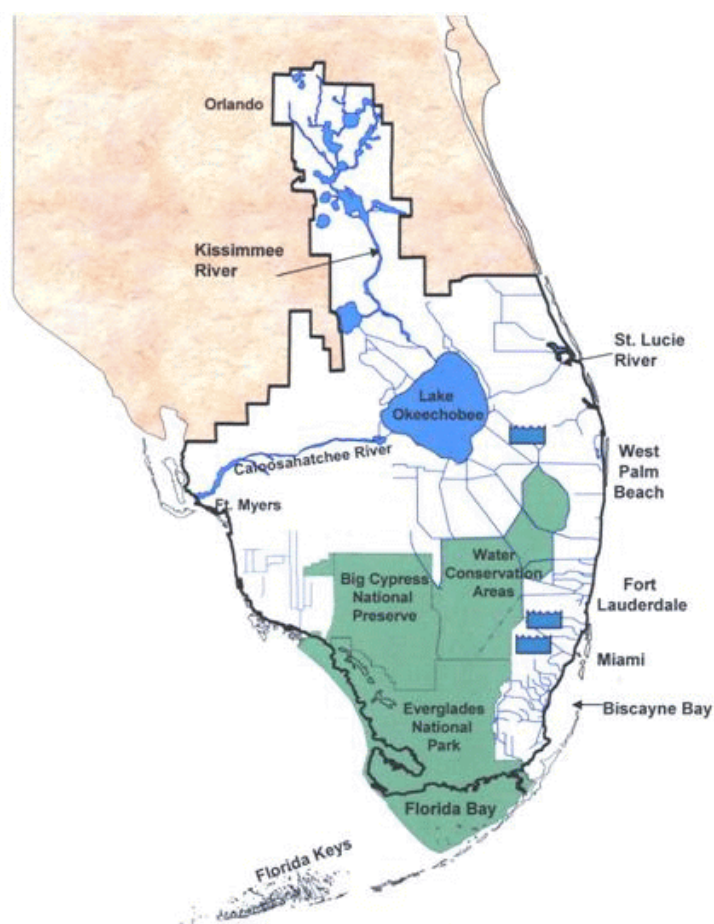 Orlando
Kissimmee
River
St. Lucie
River
Lake
Okeechobee
Caloosahatchee River
West
Palm
Beach
Ft. Myers
Water
Conservation
Areas
Big Cypress
National
Preserve
Fort
Lauderdale
Miami
Everglades
National
Park
Biscayne Bay
Florida Bay
Florida Keys